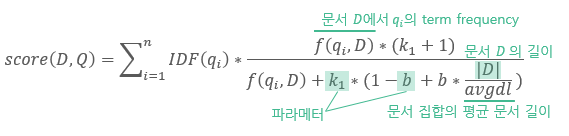 문서 D에서 qᵢ의 term frequency
score(D, Q) = ∑ⁿᵢ₌₁ IDF(qᵢ) * f(qᵢ, D) * (k₁ + 1) / f(qᵢ, D) + k₁ * (1 − b + b * |D| / avgdl)
문서 D 의 길이
파라메터
문서 집합의 평균 문서 길이